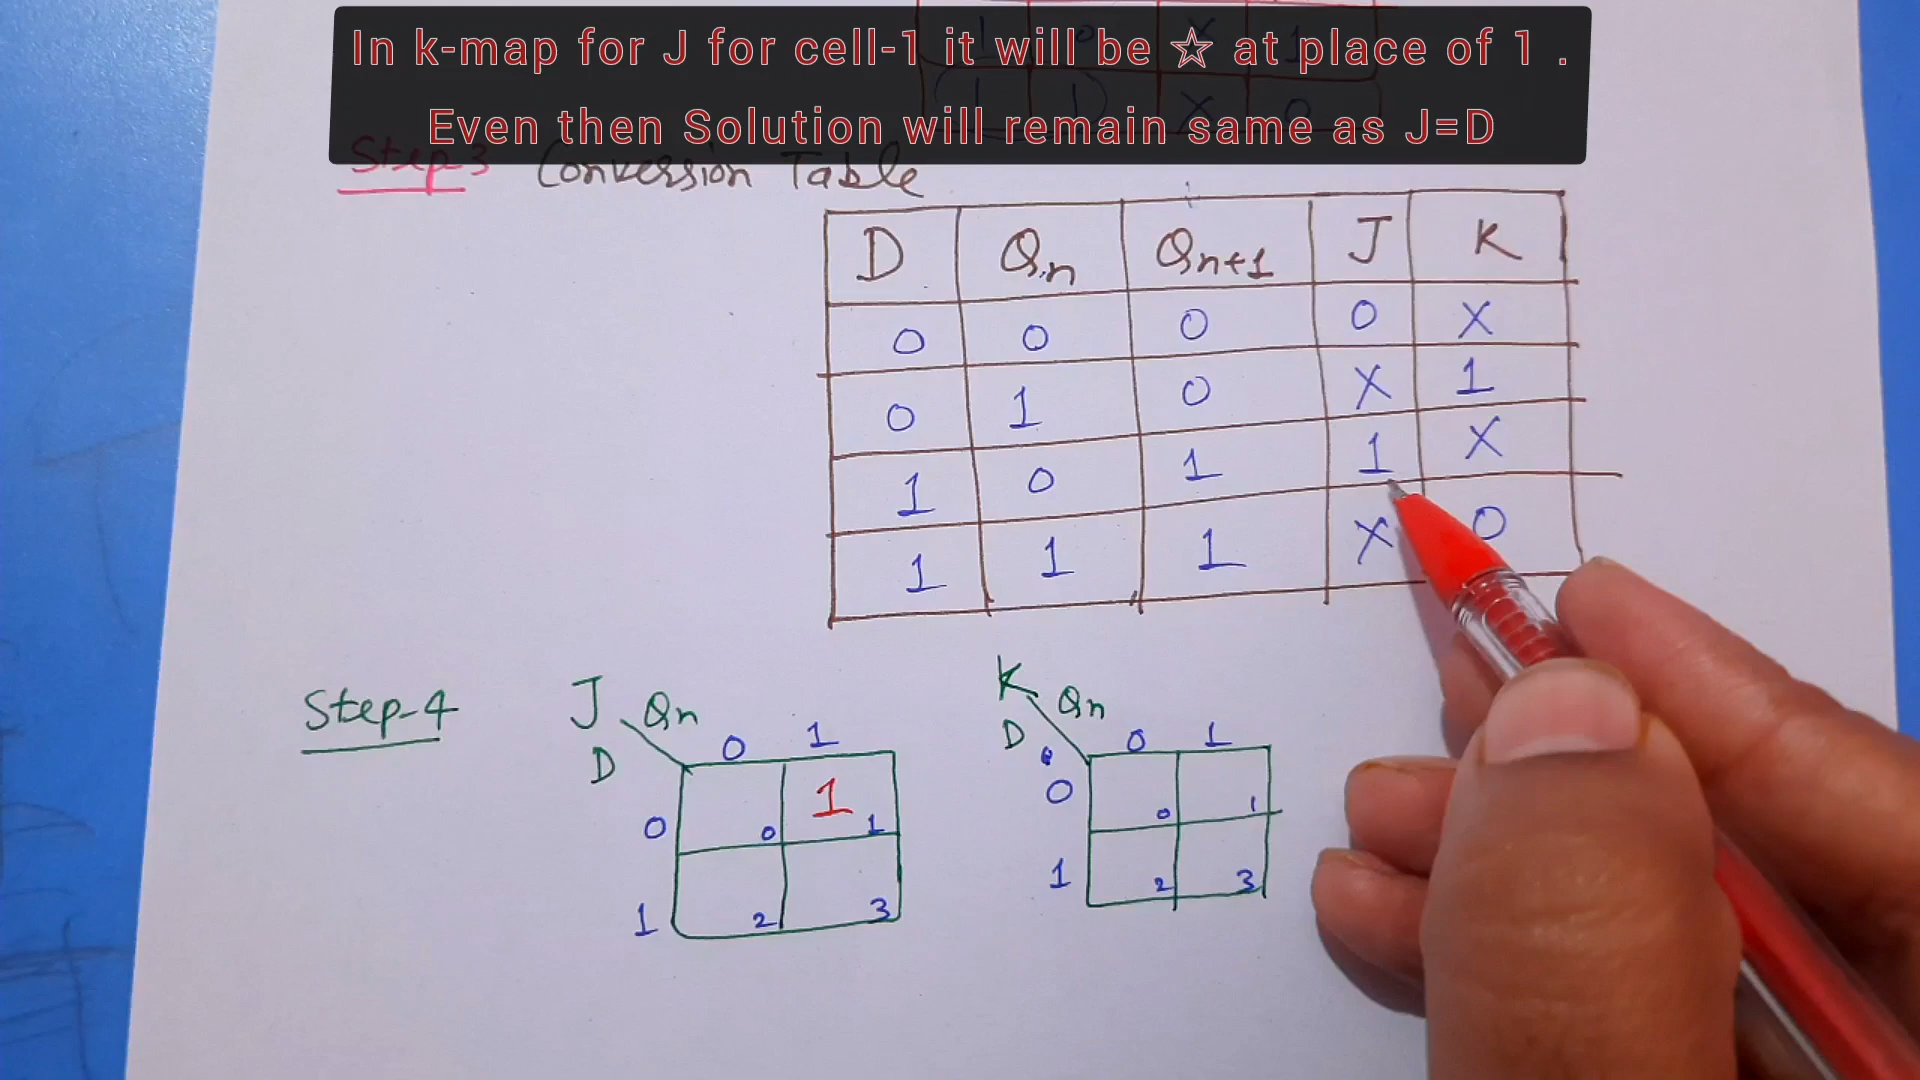 In k-map for J for cell-1 it will be ☆ at place of 1 .
Even then Solution will remain same as J=D
Step-3 Conversion Table
D Qn Qn+1 J K
0 0 0 0 X
0 1 0 X 1
1 0 1 1 X
1 1 1 X 0
Step-4
J Qn
D 0 1
0 0 1 1
1 2 3
K Qn
D 0 1
0 0 1
1 2 3